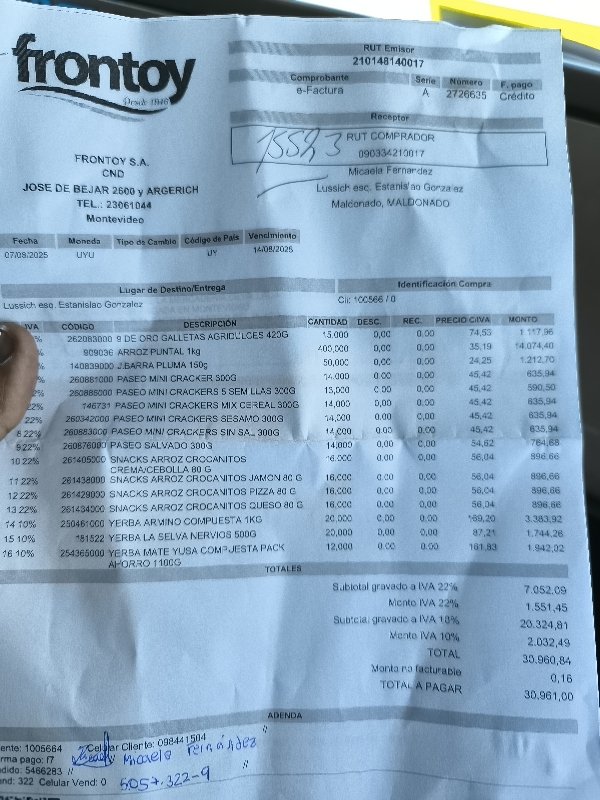 frontoy
Desde 1976
RUT Emisor
210148140017
Comprobante Serie Número F. pago
e-Factura A 2726635 Crédito
Receptor
RUT COMPRADOR
090334210017
Micaela Fernandez
Lussich esq. Estanislao Gonzalez
Maldonado, MALDONADO
FRONTOY S.A.
CND
JOSE DE BEJAR 2600 y ARGERICH
TEL.: 23061044
Montevideo
Fecha Moneda Tipo de Cambio Código de País Vencimiento
07/08/2025 UYU UY 14/08/2025
Lugar de Destino/Entrega Identificación Compra
Lussich esq. Estanislao Gonzalez Cli: 100566 / 0
IVA CÓDIGO DESCRIPCIÓN CANTIDAD DESC. REC. PRECIO C/IVA MONTO
262083000 9 DE ORO GALLETAS AGRIDULCES 420G 15,000 0,00 0,00 74,53 1.117,96
909036 ARROZ PUNTAL 1kg 400,000 0,00 0,00 35,19 14.074,40
140839000 J.BARRA PLUMA 150g 50,000 0,00 0,00 24,25 1.212,70
260881000 PASEO MINI CRACKER 300G 14,000 0,00 0,00 45,42 635,94
260885000 PASEO MINI CRACKERS 5 SEMILLAS 300G 13,000 0,00 0,00 45,42 590,50
22% 146731 PASEO MINI CRACKERS MIX CEREAL 300G 14,000 0,00 0,00 45,42 635,94
22% 260342000 PASEO MINI CRACKERS SESAMO 300G 14,000 0,00 0,00 45,42 635,94
8 22% 260883000 PASEO MINI CRACKERS SIN SAL 300G 14,000 0,00 0,00 45,42 635,94
9 22% 260876000 PASEO SALVADO 300G 14,000 0,00 0,00 54,62 764,68
10 22% 261405000 SNACKS ARROZ CROCANITOS CREMA/CEBOLLA 80 G 16,000 0,00 0,00 56,04 896,66
11 22% 261438000 SNACKS ARROZ CROCANITOS JAMON 80 G 16,000 0,00 0,00 56,04 896,66
12 22% 261429000 SNACKS ARROZ CROCANITOS PIZZA 80 G 16,000 0,00 0,00 56,04 896,66
13 22% 261434000 SNACKS ARROZ CROCANITOS QUESO 80 G 16,000 0,00 0,00 56,04 896,66
14 10% 250461000 YERBA ARMIÑO COMPUESTA 1KG 20,000 0,00 0,00 169,20 3.383,92
15 10% 181522 YERBA LA SELVA NERVIOS 500G 20,000 0,00 0,00 87,21 1.744,26
16 10% 254365000 YERBA MATE YUSA COMPUESTA PACK AHORRO 1100G 12,000 0,00 0,00 161,83 1.942,02
TOTALES
Subtotal gravado a IVA 22% 7.052,09
Monto IVA 22% 1.551,45
Subtotal gravado a IVA 10% 20.324,81
Monto IVA 10% 2.032,49
TOTAL 30.960,84
Monto no facturable 0,16
TOTAL A PAGAR 30.961,00
ADENDA
ente: 1005664 Celular Cliente: 098441504 //
rma pago: f7 Micaela Fernández
dido: 5466283 //
end: 322 Celular Vend: 0 5057.322-9 //